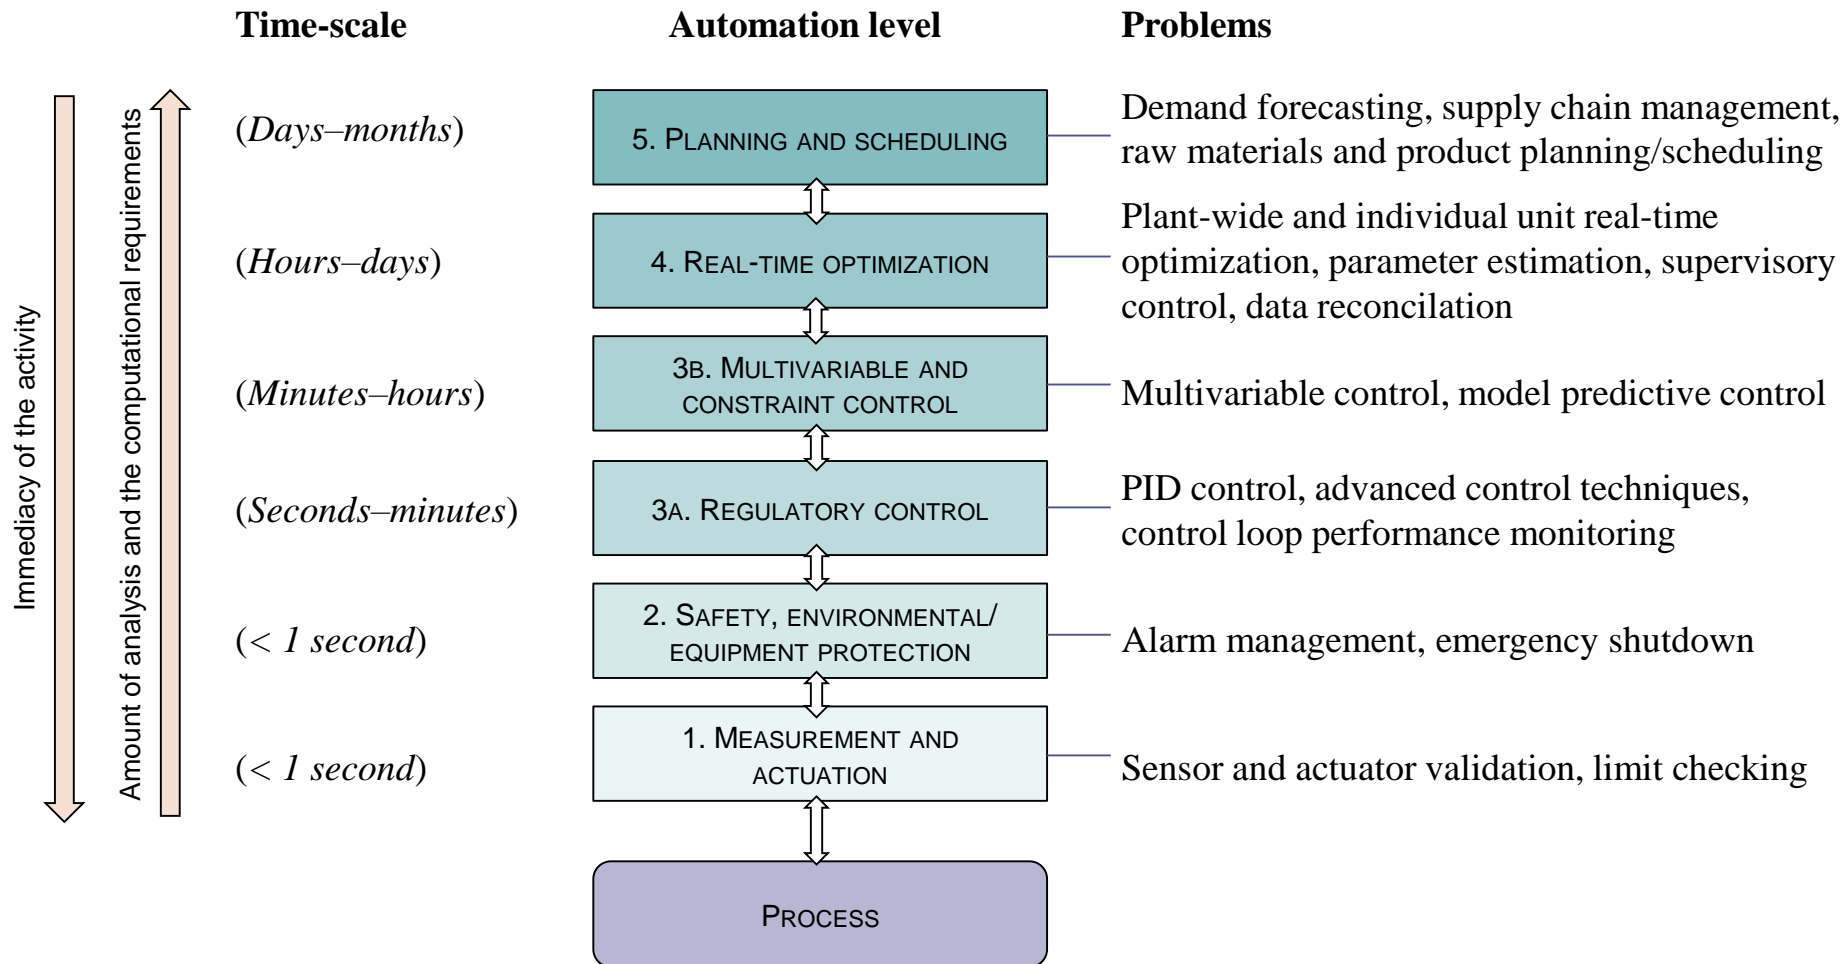 Time-scale
Automation level
Problems
Immediacy of the activity
Amount of analysis and the computational requirements
(Days–months)
5. PLANNING AND SCHEDULING
Demand forecasting, supply chain management,
raw materials and product planning/scheduling
(Hours–days)
4. REAL-TIME OPTIMIZATION
Plant-wide and individual unit real-time
optimization, parameter estimation, supervisory
control, data reconcilation
(Minutes–hours)
3B. MULTIVARIABLE AND
CONSTRAINT CONTROL
Multivariable control, model predictive control
(Seconds–minutes)
3A. REGULATORY CONTROL
PID control, advanced control techniques,
control loop performance monitoring
(< 1 second)
2. SAFETY, ENVIRONMENTAL/
EQUIPMENT PROTECTION
Alarm management, emergency shutdown
(< 1 second)
1. MEASUREMENT AND
ACTUATION
Sensor and actuator validation, limit checking
PROCESS